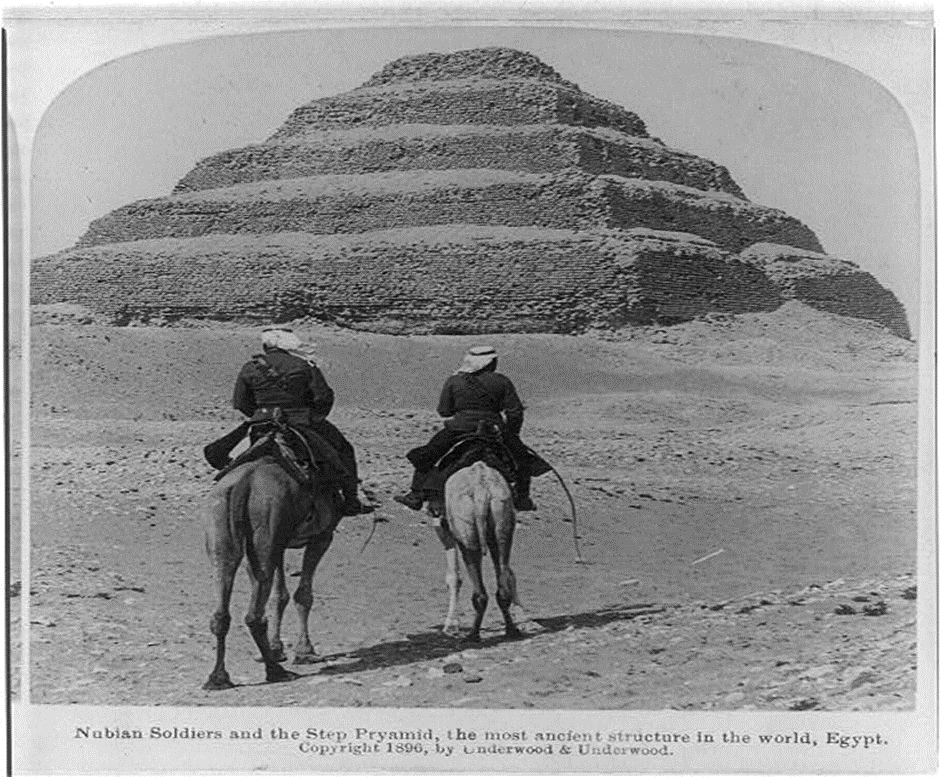 Nubian Soldiers and the Step Pryamid, the most ancient structure in the world, Egypt.
Copyright 1896, by Underwood & Underwood.